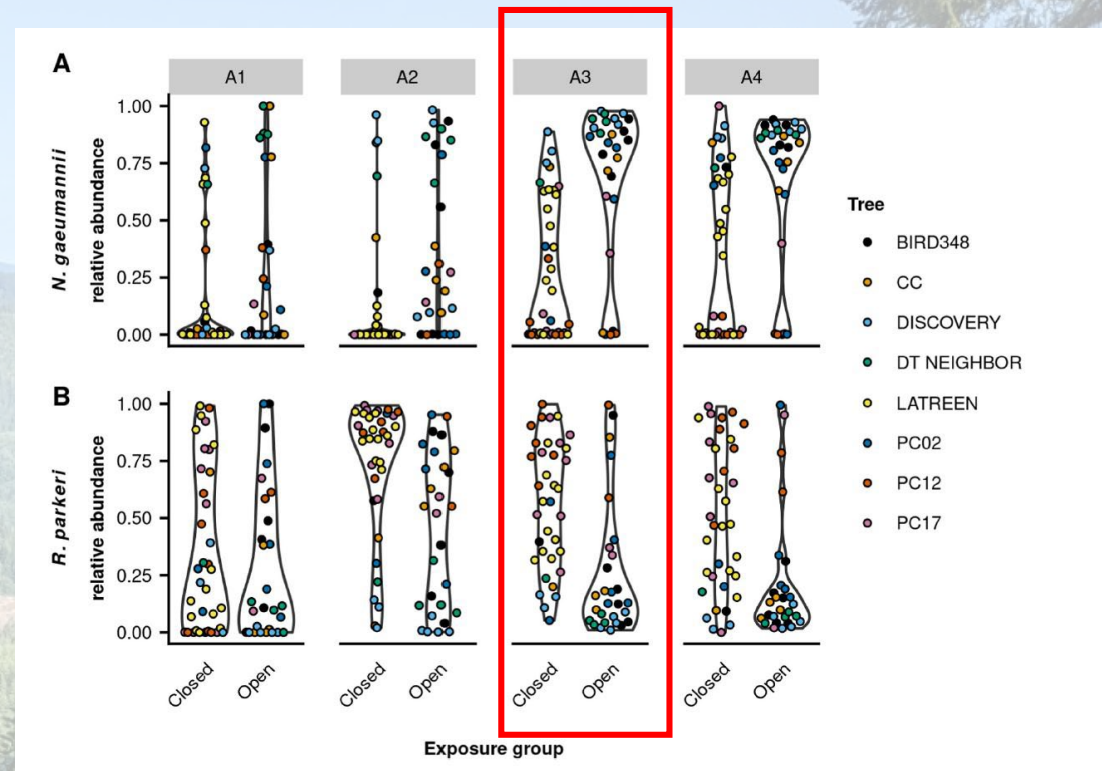 A
A1 A2 A3 A4
N. gaeumannii
relative abundance
1.00
0.75
0.50
0.25
0.00
B
R. parkeri
relative abundance
1.00
0.75
0.50
0.25
0.00
Closed Open Closed Open Closed Open Closed Open
Exposure group
Tree
BIRD348
CC
DISCOVERY
DT NEIGHBOR
LATREEN
PC02
PC12
PC17